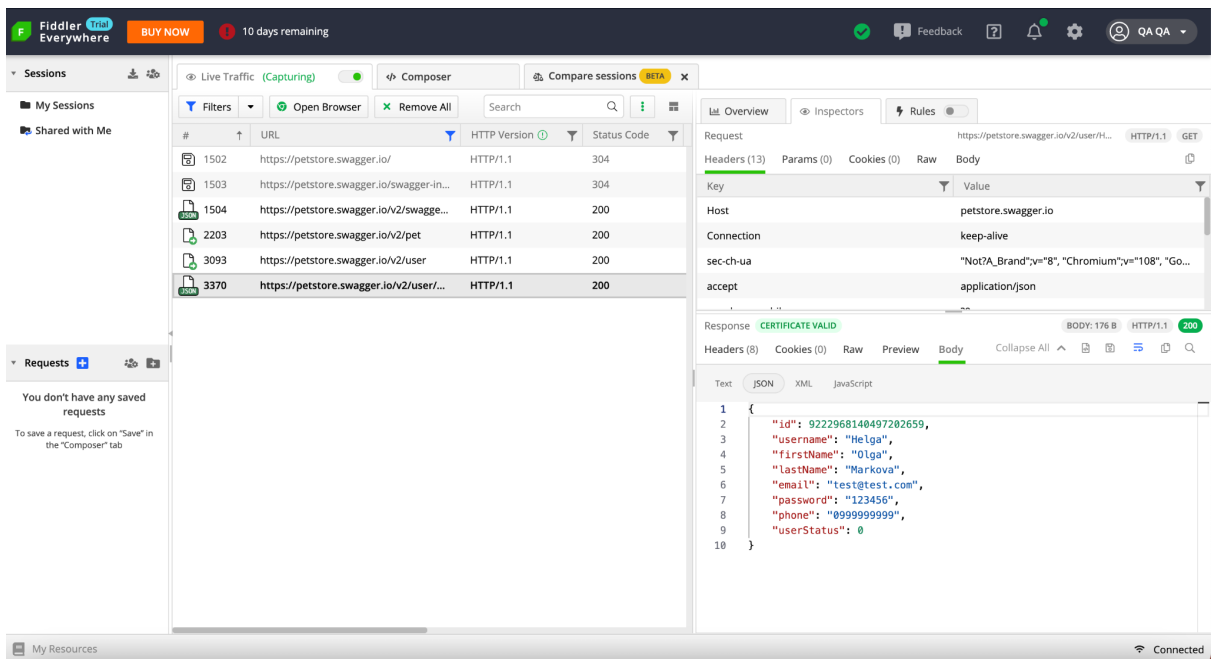 Fiddler Trial
Everywhere
BUY NOW
10 days remaining
Feedback
QA QA
Sessions
My Sessions
Shared with Me
Requests
You don't have any saved
requests
To save a request, click on "Save" in
the "Composer" tab
Live Traffic (Capturing)
Composer
Compare sessions BETA
Filters
Open Browser
Remove All
Search
# URL HTTP Version Status Code
1502 https://petstore.swagger.io/ HTTP/1.1 304
1503 https://petstore.swagger.io/swagger-in... HTTP/1.1 304
JSON 1504 https://petstore.swagger.io/v2/swagge... HTTP/1.1 200
2203 https://petstore.swagger.io/v2/pet HTTP/1.1 200
3093 https://petstore.swagger.io/v2/user HTTP/1.1 200
JSON 3370 https://petstore.swagger.io/v2/user/... HTTP/1.1 200
Overview Inspectors Rules
Request https://petstore.swagger.io/v2/user/H... HTTP/1.1 GET
Headers (13) Params (0) Cookies (0) Raw Body
Key Value
Host petstore.swagger.io
Connection keep-alive
sec-ch-ua "Not?A_Brand";v="8", "Chromium";v="108", "Go...
accept application/json
Response CERTIFICATE VALID BODY: 176 B HTTP/1.1 200
Headers (8) Cookies (0) Raw Preview Body Collapse All
Text JSON XML JavaScript
1 {
2 "id": 9222968140497202659,
3 "username": "Helga",
4 "firstName": "Olga",
5 "lastName": "Markova",
6 "email": "test@test.com",
7 "password": "123456",
8 "phone": "0999999999",
9 "userStatus": 0
10 }
My Resources
Connected